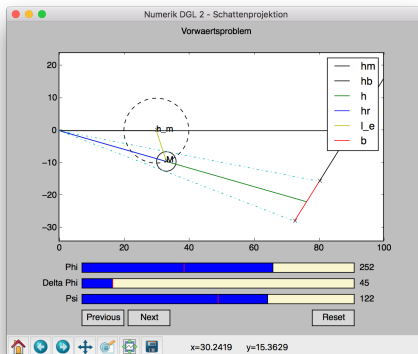 Numerik DGL 2 - Schattenprojektion
Vorwaertsproblem
20
10
0
−10
−20
−30
0 20 40 60 80 100
h_m
M
hm
hb
h
hr
l_e
b
Phi 252
Delta Phi 45
Psi 122
Previous Next Reset
x=30.2419 y=15.3629